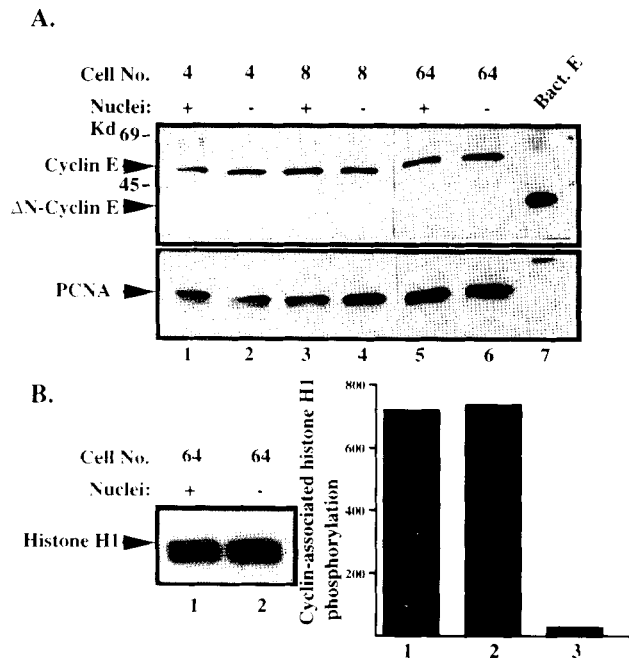 A.
Cell No. 4 4 8 8 64 64 Bact. E
Nuclei: + - + - + -
Kd
69-
Cyclin E
45-
ΔN-Cyclin E
PCNA
1 2 3 4 5 6 7
B.
Cell No. 64 64
Nuclei: + -
Histone H1
1 2
Cyclin-associated histone H1
phosphorylation
800
600
400
200
1 2 3